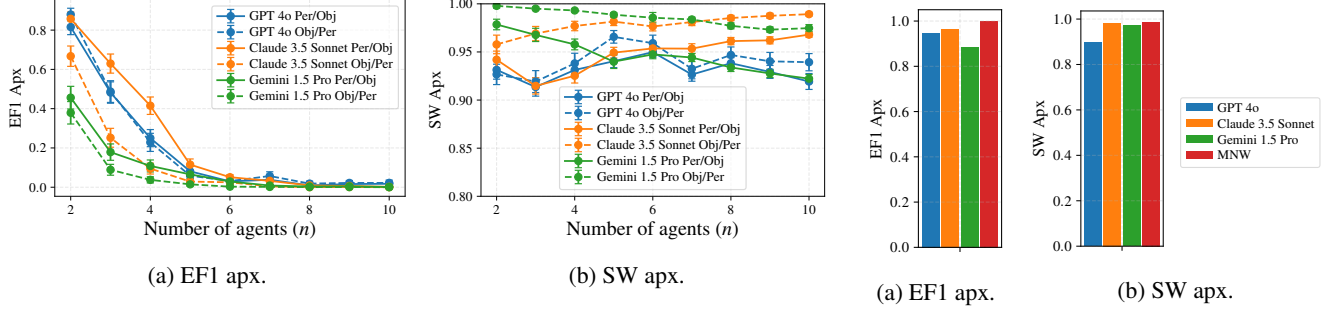 EF1 Apx
0.8
0.6
0.4
0.2
0.0
2
4
6
8
10
Number of agents (n)
GPT 4o Per/Obj
GPT 4o Obj/Per
Claude 3.5 Sonnet Per/Obj
Claude 3.5 Sonnet Obj/Per
Gemini 1.5 Pro Per/Obj
Gemini 1.5 Pro Obj/Per
(a) EF1 apx.
SW Apx
1.00
0.95
0.90
0.85
0.80
2
4
6
8
10
Number of agents (n)
GPT 4o Per/Obj
GPT 4o Obj/Per
Claude 3.5 Sonnet Per/Obj
Claude 3.5 Sonnet Obj/Per
Gemini 1.5 Pro Per/Obj
Gemini 1.5 Pro Obj/Per
(b) SW apx.
EF1 Apx
1.0
0.8
0.6
0.4
0.2
0.0
(a) EF1 apx.
SW Apx
1.0
0.8
0.6
0.4
0.2
0.0
(b) SW apx.
GPT 4o
Claude 3.5 Sonnet
Gemini 1.5 Pro
MNW